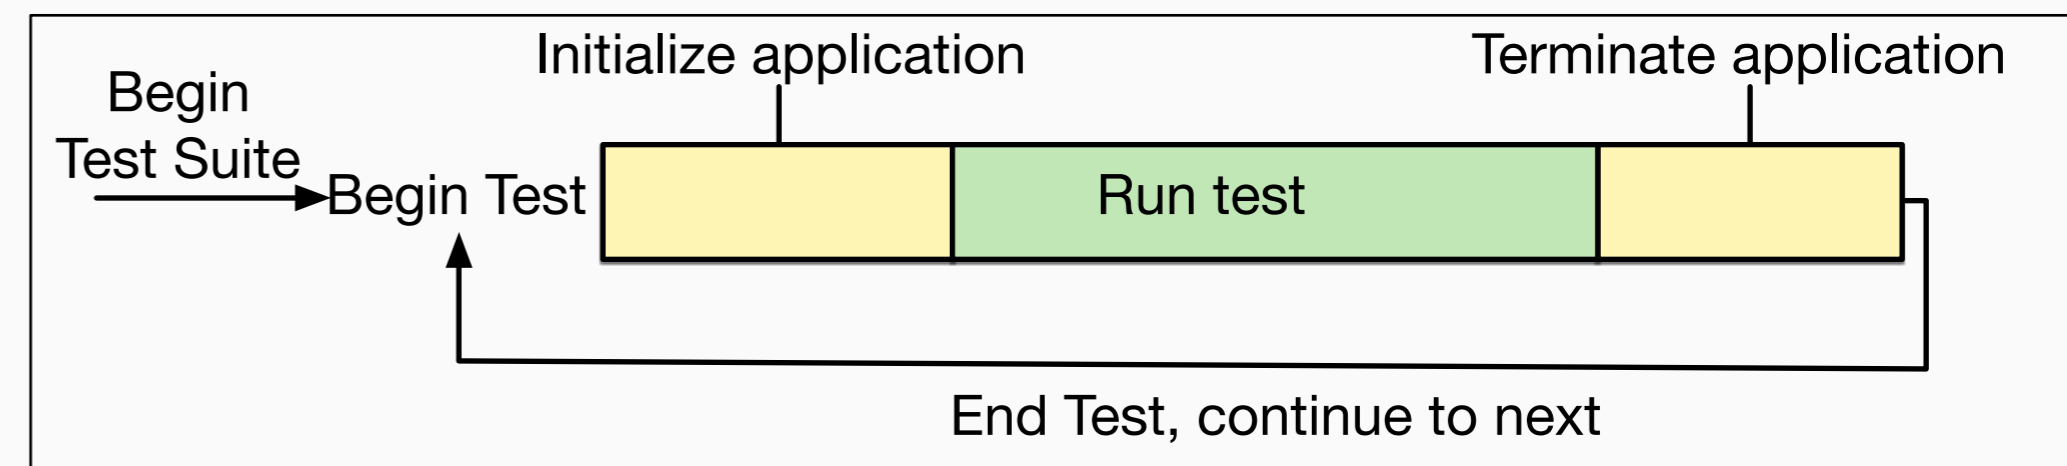 Begin
Test Suite
Initialize application
Terminate application
Begin Test
Run test
End Test, continue to next